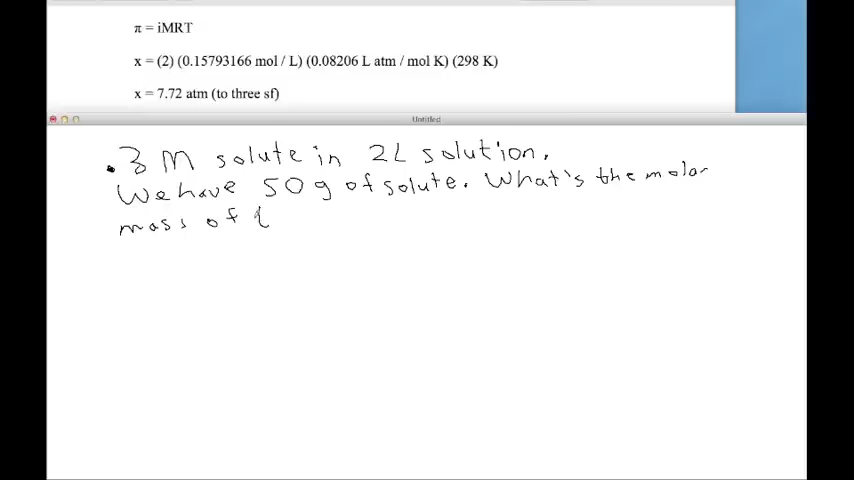 π = iMRT
x = (2) (0.15793166 mol / L) (0.08206 L atm / mol K) (298 K)
x = 7.72 atm (to three sf)
Untitled
.3 M solute in 2L solution.
We have 50 g of solute. What's the molar
mass of